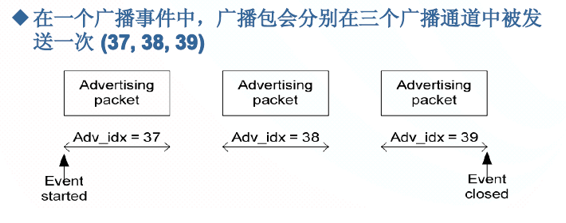 在一个广播事件中，广播包会分别在三个广播通道中被发
送一次 (37, 38, 39)
Advertising
packet
Advertising
packet
Advertising
packet
Adv_idx = 37
Adv_idx = 38
Adv_idx = 39
Event
started
Event
closed